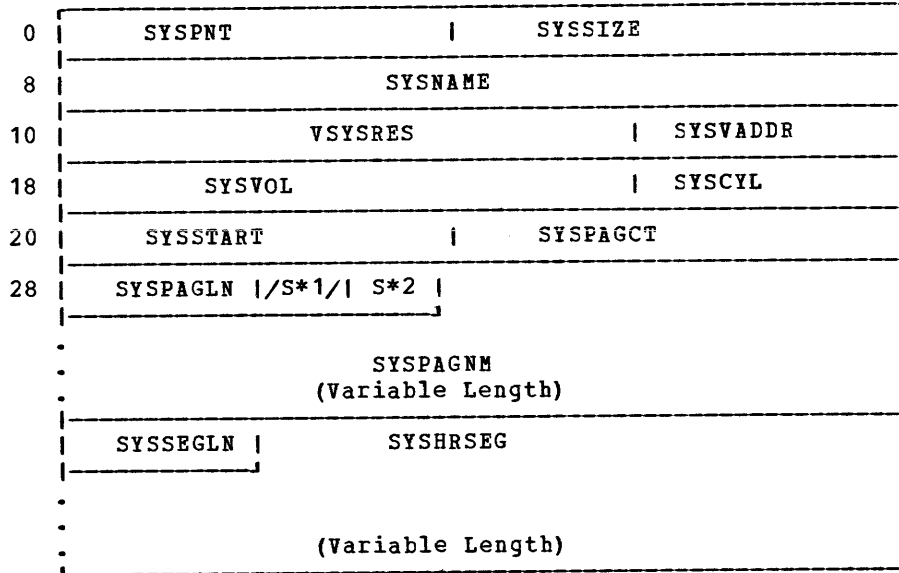 0 | SYSPNT | SYSSIZE
8 | SYSNAME
10 | VSYSRES | SYSVADDR
18 | SYSVOL | SYSCYL
20 | SYSSTART | SYSPAGCT
28 | SYSPAGLN |/S*1/| S*2 |
SYSPAGNM
(Variable Length)
| SYSSEGLN | SYSHRSEG
(Variable Length)